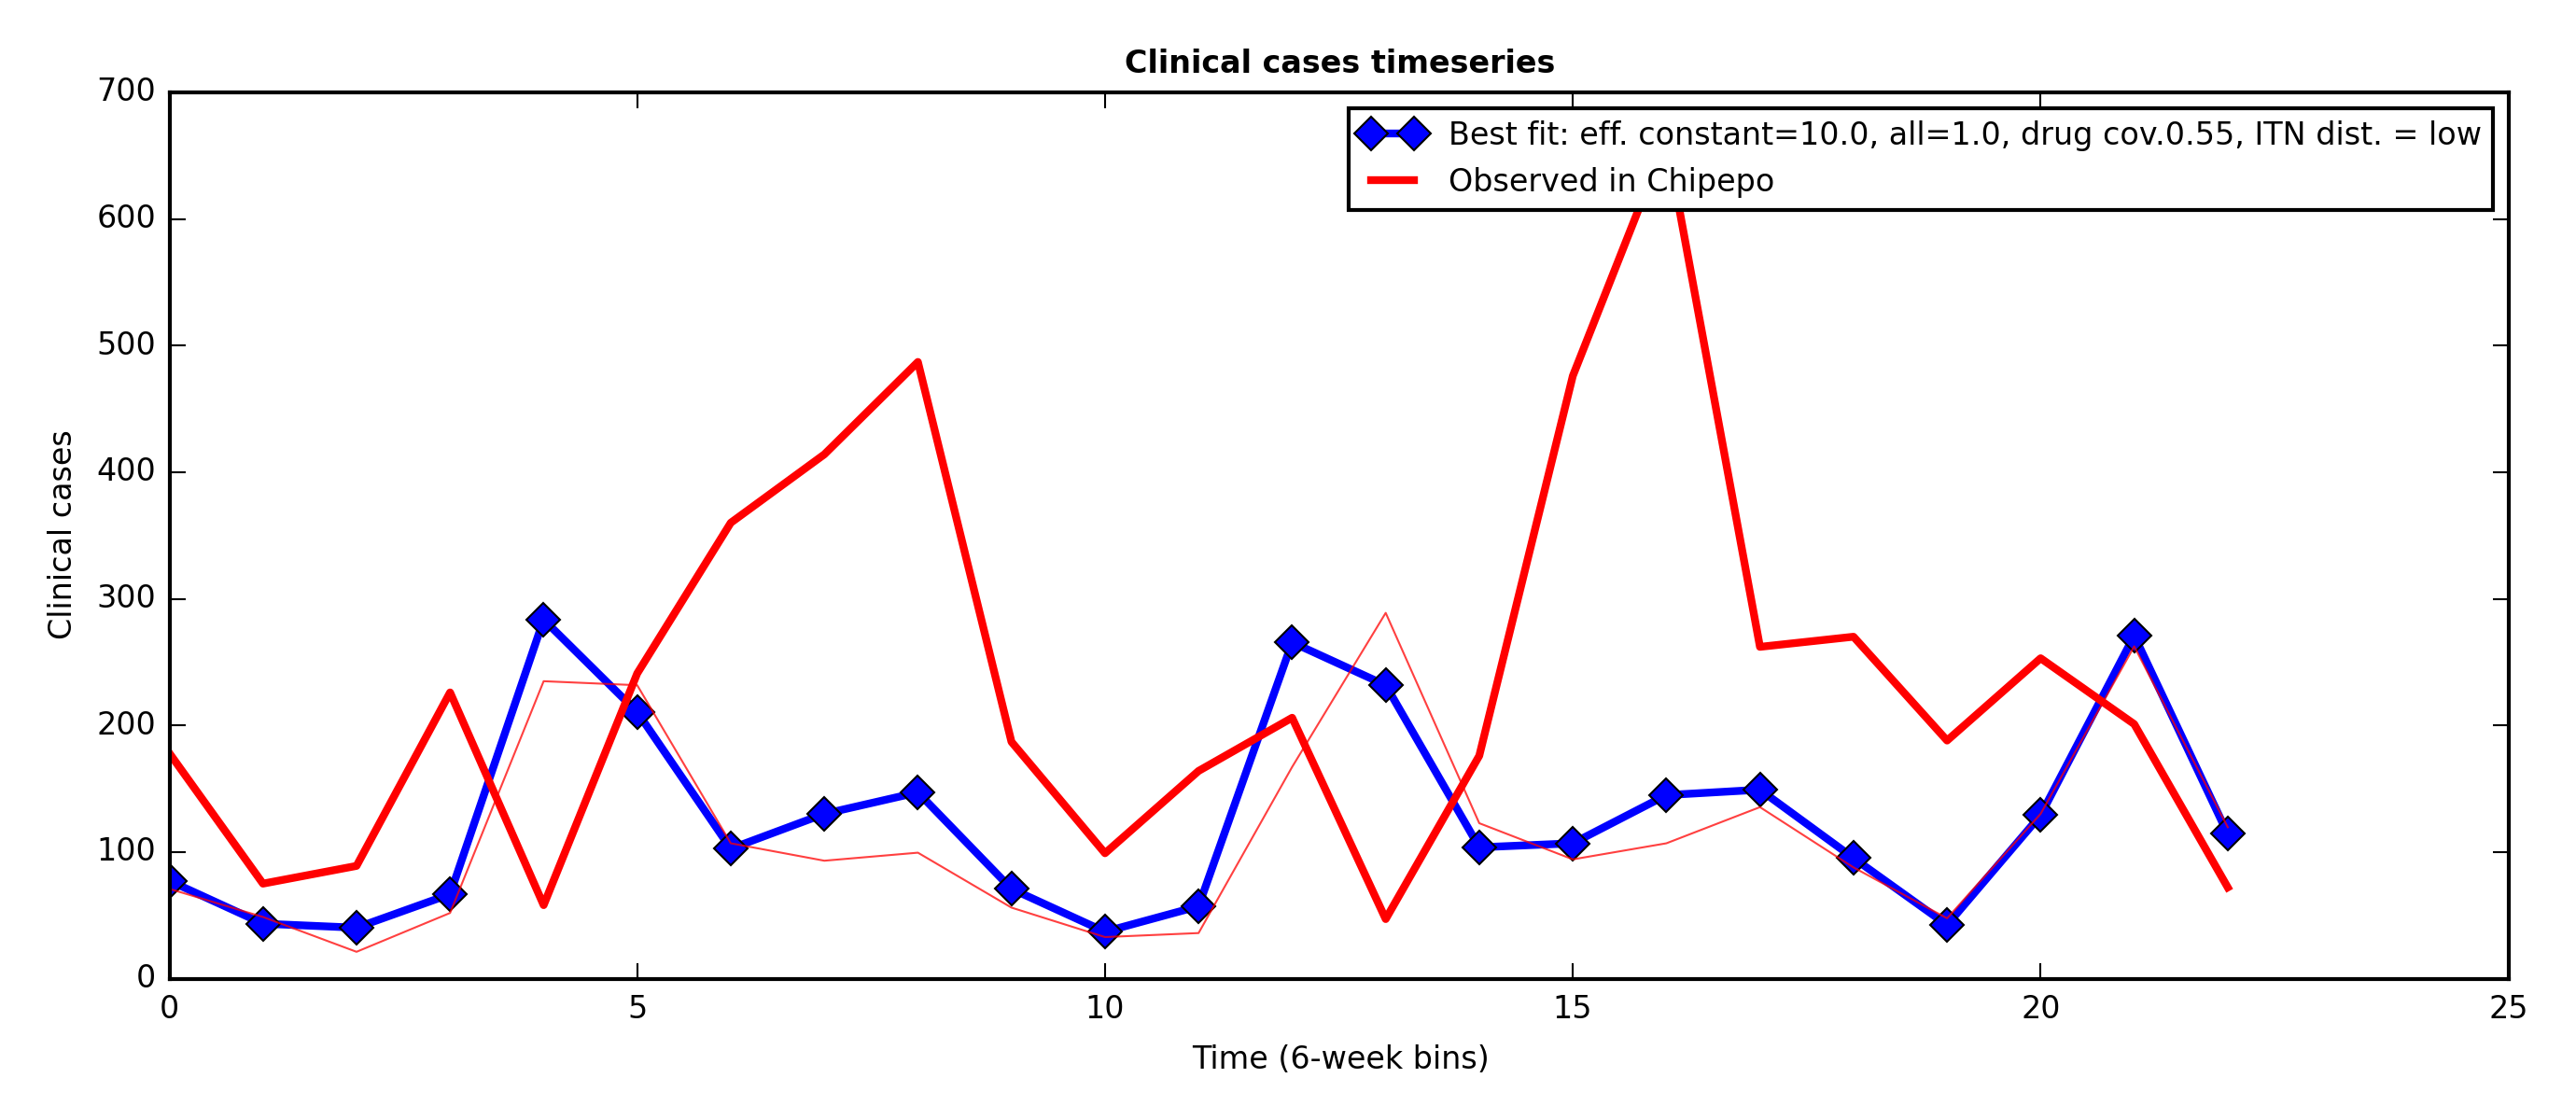 Clinical cases timeseries
700
600
500
400
300
200
100
0
Clinical cases
Best fit: eff. constant=10.0, all=1.0, drug cov.0.55, ITN dist. = low
Observed in Chipepo
0 5 10 15 20 25
Time (6-week bins)